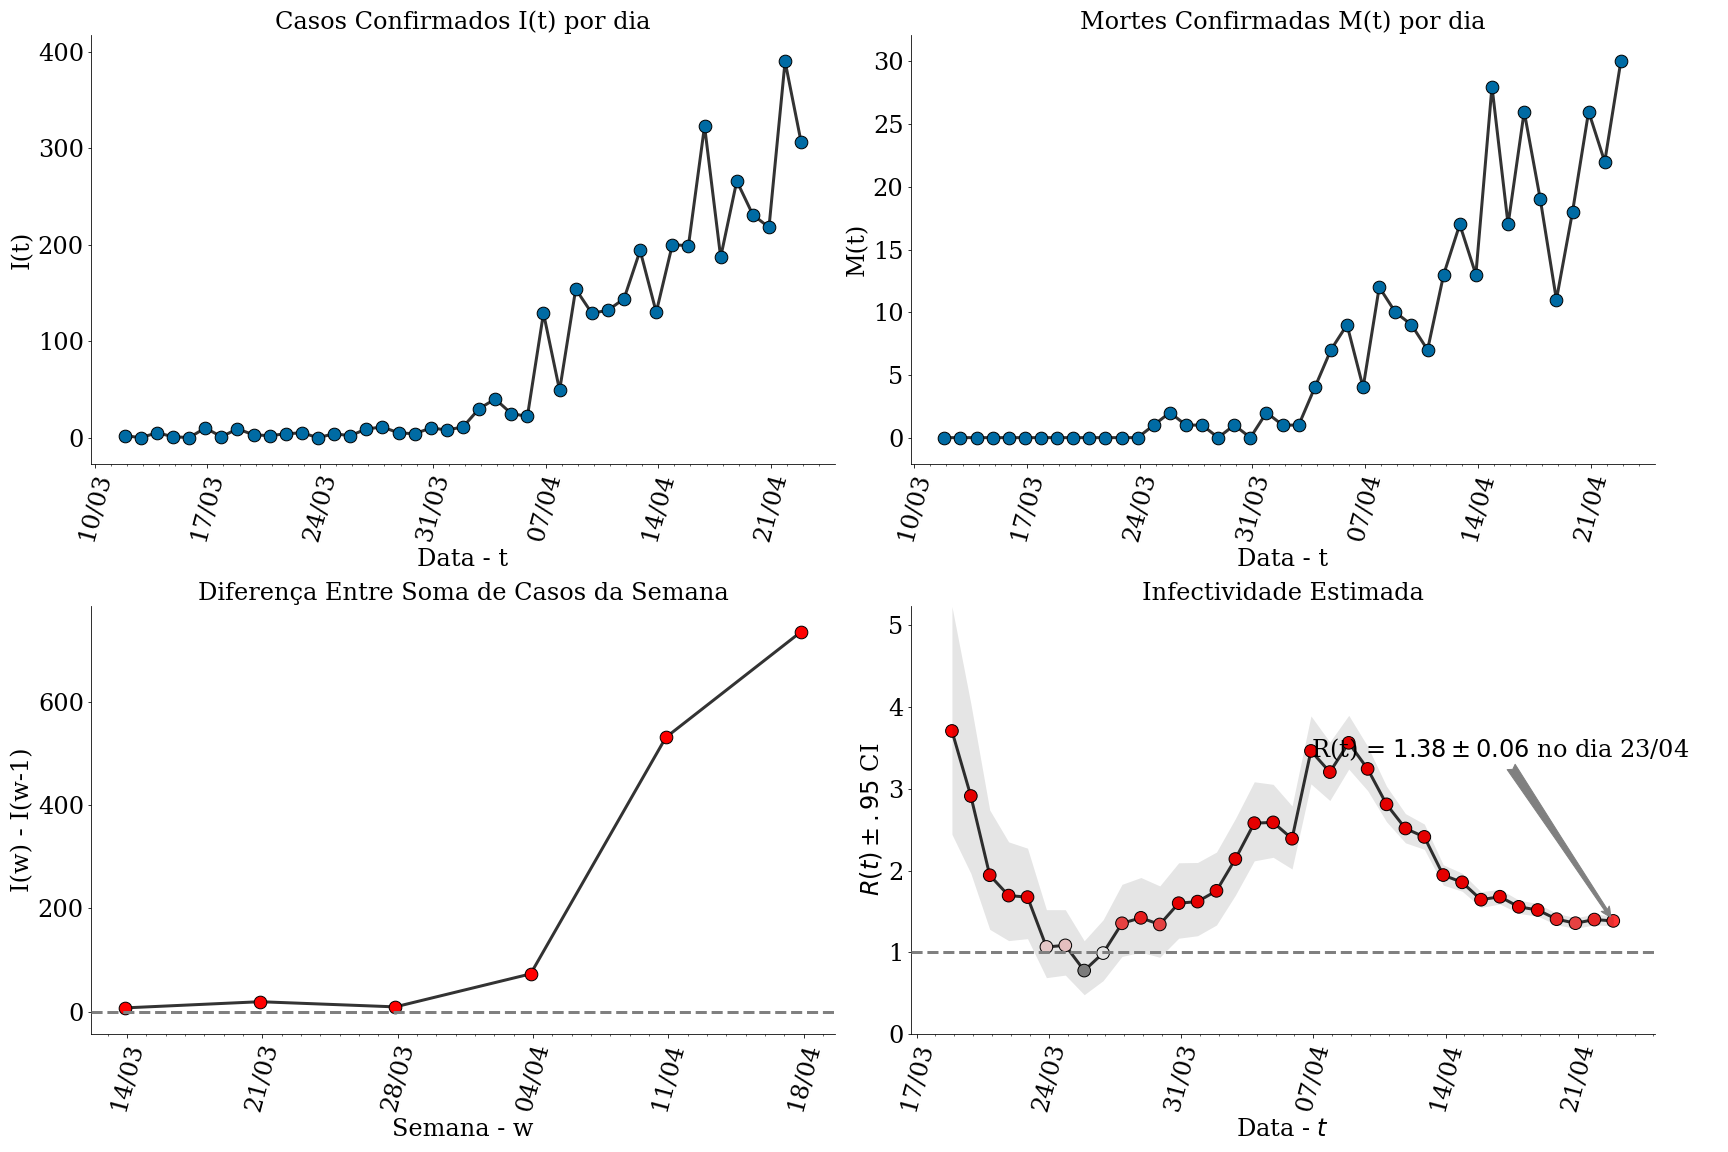 Casos Confirmados I(t) por dia
I(t)
400
300
200
100
0
10/03 17/03 24/03 31/03 07/04 14/04 21/04
Data - t
Mortes Confirmadas M(t) por dia
M(t)
30
25
20
15
10
5
0
10/03 17/03 24/03 31/03 07/04 14/04 21/04
Data - t
Diferença Entre Soma de Casos da Semana
I(w) - I(w-1)
600
400
200
0
14/03 21/03 28/03 04/04 11/04 18/04
Semana - w
Infectividade Estimada
R(t) ± .95 CI
5
4
3
2
1
0
R(t) = 1.38 ± 0.06 no dia 23/04
17/03 24/03 31/03 07/04 14/04 21/04
Data - t